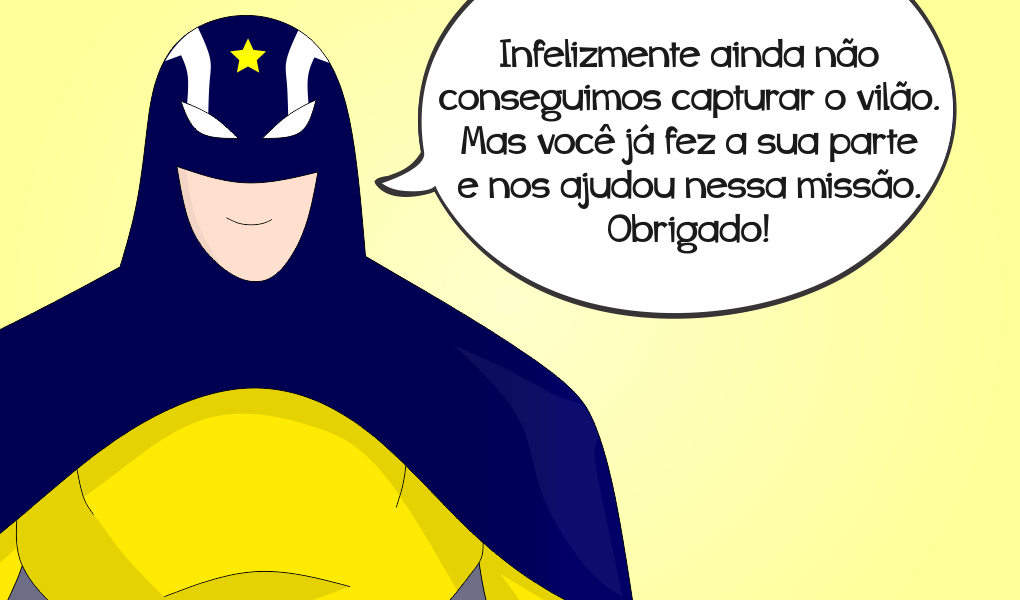 Infelizmente ainda não
conseguimos capturar o vilão.
Mas você já fez a sua parte
e nos ajudou nessa missão.
Obrigado!